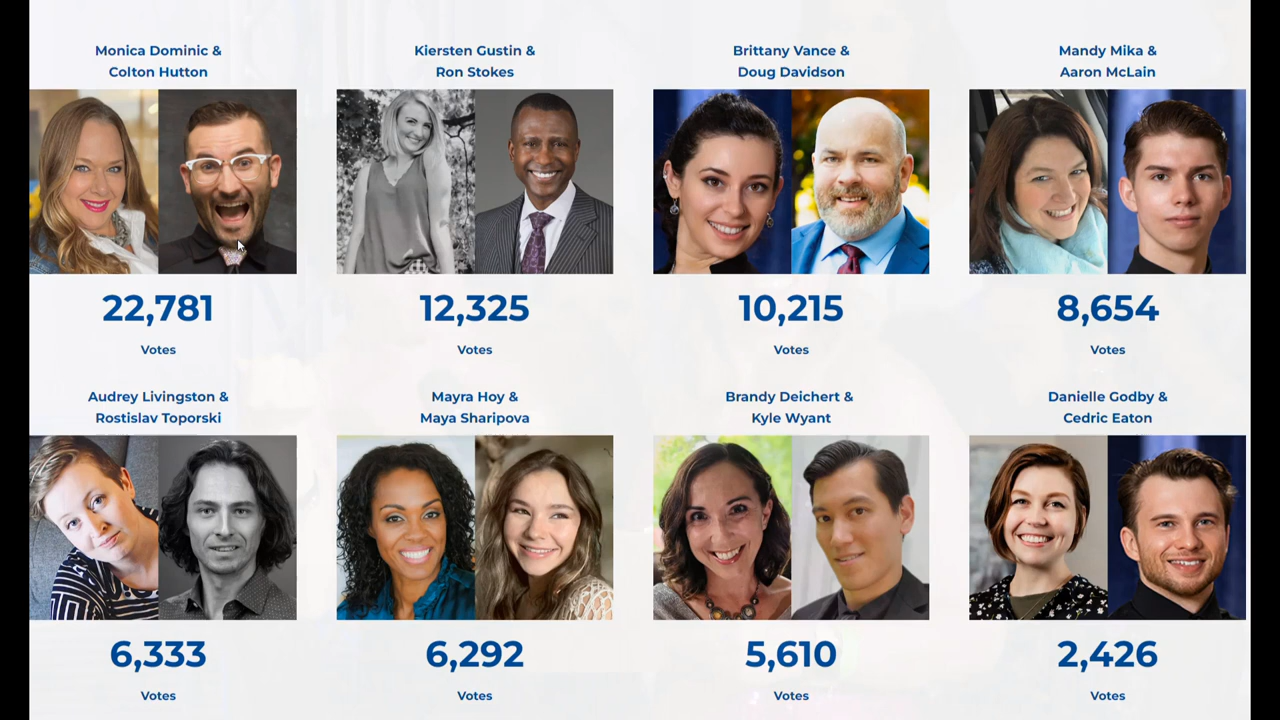 Monica Dominic &
Colton Hutton
Kiersten Gustin &
Ron Stokes
Brittany Vance &
Doug Davidson
Mandy Mika &
Aaron McLain
22,781
12,325
10,215
8,654
Votes
Votes
Votes
Votes
Audrey Livingston &
Rostislav Toporski
Mayra Hoy &
Maya Sharipova
Brandy Deichert &
Kyle Wyant
Danielle Godby &
Cedric Eaton
6,333
6,292
5,610
2,426
Votes
Votes
Votes
Votes